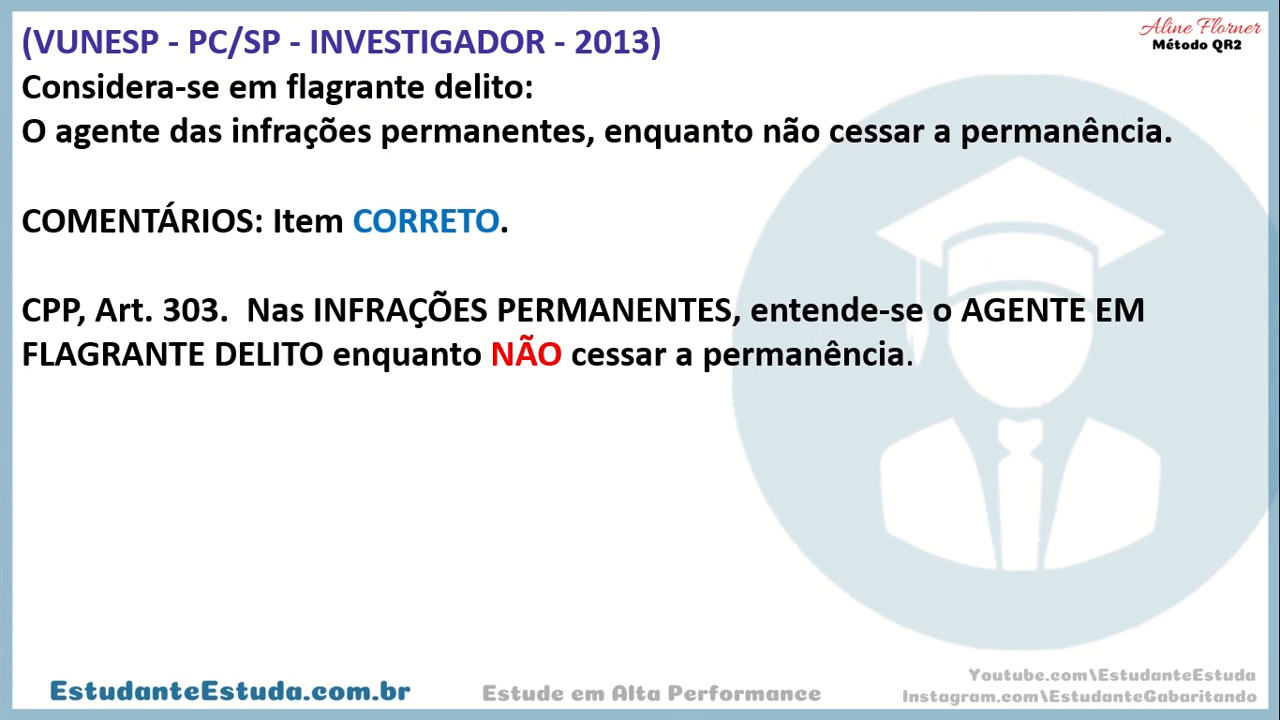 (VUNESP - PC/SP - INVESTIGADOR - 2013)
Aline Florner
Método QR2
Considera-se em flagrante delito:
O agente das infrações permanentes, enquanto não cessar a permanência.
COMENTÁRIOS: Item CORRETO.
CPP, Art. 303. Nas INFRAÇÕES PERMANENTES, entende-se o AGENTE EM
FLAGRANTE DELITO enquanto NÃO cessar a permanência.
EstudanteEstuda.com.br
Estude em Alta Performance
Youtube.com\EstudanteEstuda
Instagram.com\EstudanteGabaritando